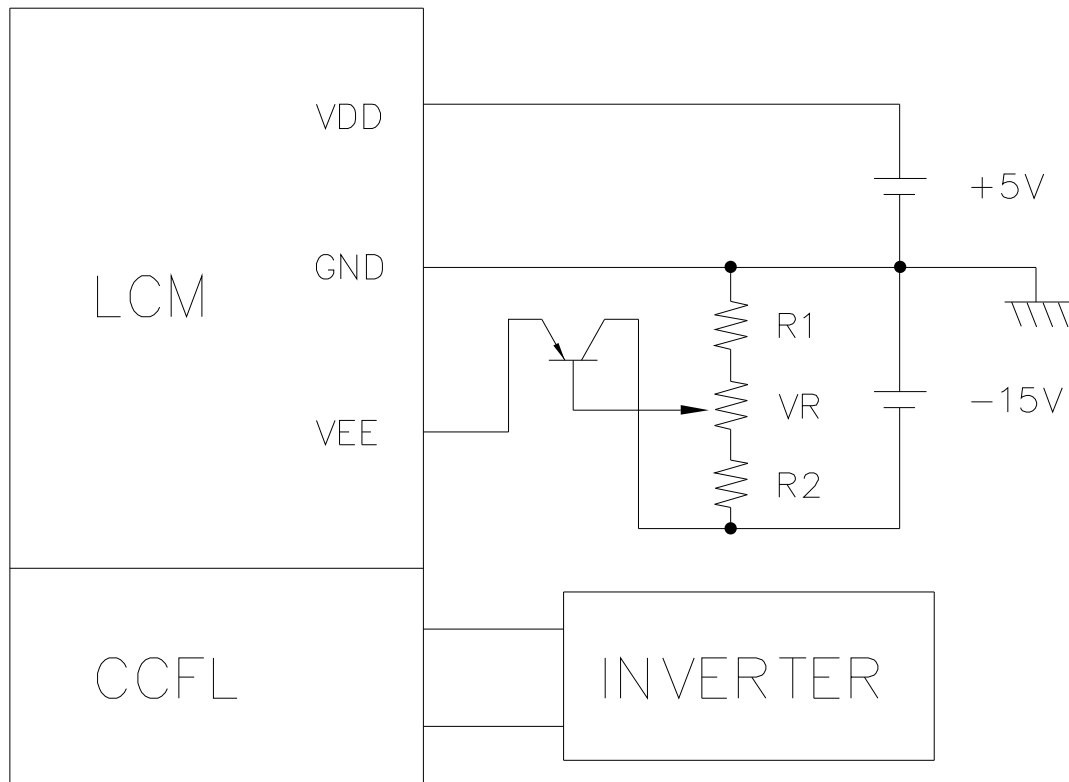 VDD
+5V
GND
LCM
R1
VR
-15V
VEE
R2
CCFL
INVERTER